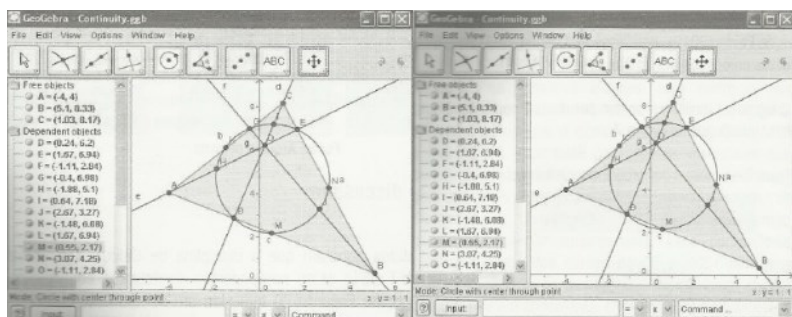 GeoGebra - Continuity.ggb
File Edit View Options Window Help
ABC
Free objects
A = (-4, 4)
B = (5.1, 0.33)
C = (1.03, 8.17)
Dependent objects
D = (0.24, 6.2)
E = (1.67, 6.94)
F = (-1.11, 2.84)
G = (-0.4, 6.98)
H = (-1.88, 5.1)
I = (0.64, 7.18)
J = (2.67, 3.27)
K = (-1.48, 6.08)
L = (1.67, 6.94)
M = (0.55, 2.17)
N = (3.07, 4.25)
O = (-1.11, 2.84)
Mode: Circle with center through point
Input
Command
GeoGebra - Continuity.ggb
File Edit View Options Window Help
ABC
Free objects
A = (-4, 4)
B = (5.1, 0.33)
C = (1.03, 8.17)
Dependent objects
D = (0.24, 6.2)
E = (1.67, 6.94)
F = (-1.11, 2.84)
G = (-0.4, 6.98)
H = (-1.88, 5.1)
I = (0.64, 7.18)
J = (2.67, 3.27)
K = (-1.48, 6.08)
L = (1.67, 6.94)
M = (0.55, 2.17)
N = (3.07, 4.25)
O = (-1.11, 2.84)
Mode: Circle with center through point
Input
Command ...